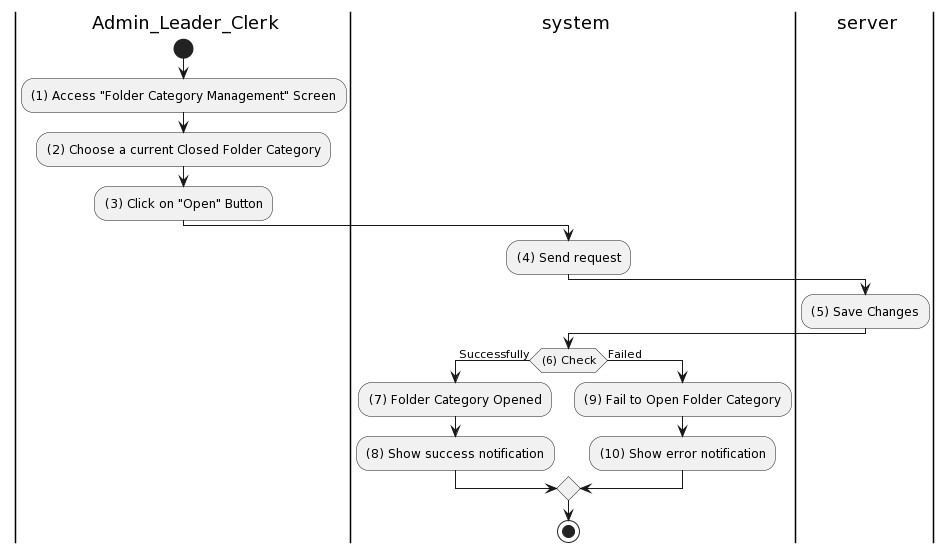 Admin_Leader_Clerk
system
server
(1) Access "Folder Category Management" Screen
(2) Choose a current Closed Folder Category
(3) Click on "Open" Button
(4) Send request
(5) Save Changes
Successfully
(6) Check
Failed
(7) Folder Category Opened
(9) Fail to Open Folder Category
(8) Show success notification
(10) Show error notification